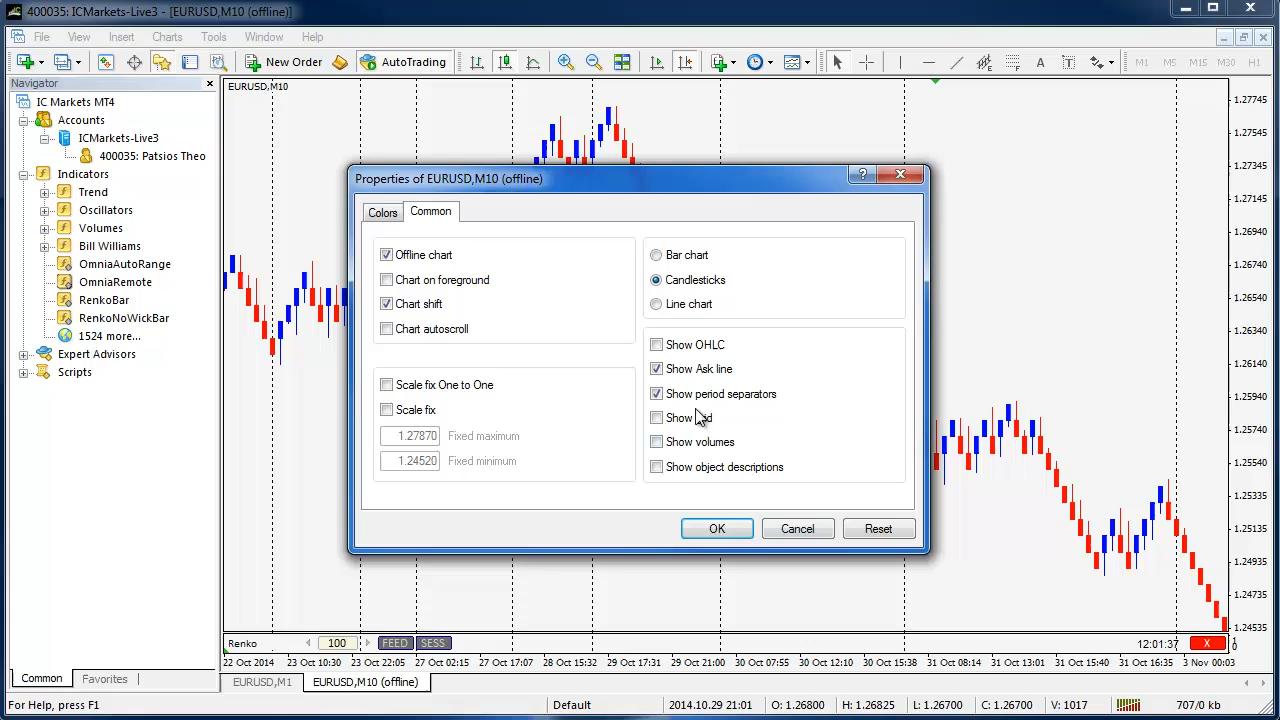 400035: ICMarkets-Live3 - [EURUSD,M10 (offline)]
File View Insert Charts Tools Window Help
New Order AutoTrading A T M1 M5 M15 M30 H1
Navigator
IC Markets MT4
Accounts
ICMarkets-Live3
400035: Patsios Theo
Indicators
Trend
Oscillators
Volumes
Bill Williams
OmniaAutoRange
OmniaRemote
RenkoBar
RenkoNoWickBar
1524 more...
Expert Advisors
Scripts
Common Favorites
EURUSD,M10
Properties of EURUSD,M10 (offline)
Colors Common
Offline chart
Chart on foreground
Chart shift
Chart autoscroll
Scale fix One to One
Scale fix
1.27870 Fixed maximum
1.24520 Fixed minimum
Bar chart
Candlesticks
Line chart
Show OHLC
Show Ask line
Show period separators
Show
Show volumes
Show object descriptions
OK Cancel Reset
1.27745
1.27545
1.27345
1.27145
1.26940
1.26740
1.26540
1.26340
1.26140
1.25940
1.25740
1.25540
1.25335
1.25135
1.24935
1.24735
1.24535
Renko 100 FEED SESS 12:01:37 X 1
0
22 Oct 2014 23 Oct 10:30 23 Oct 22:05 27 Oct 02:15 27 Oct 17:07 28 Oct 15:32 29 Oct 17:31 29 Oct 21:00 30 Oct 07:55 30 Oct 12:10 30 Oct 15:39 31 Oct 08:14 31 Oct 13:01 31 Oct 15:40 31 Oct 16:35 3 Nov 00:03
EURUSD,M1 EURUSD,M10 (offline)
For Help, press F1 Default 2014.10.29 21:01 O: 1.26800 H: 1.26825 L: 1.26700 C: 1.26700 V: 1017 707/0 kb